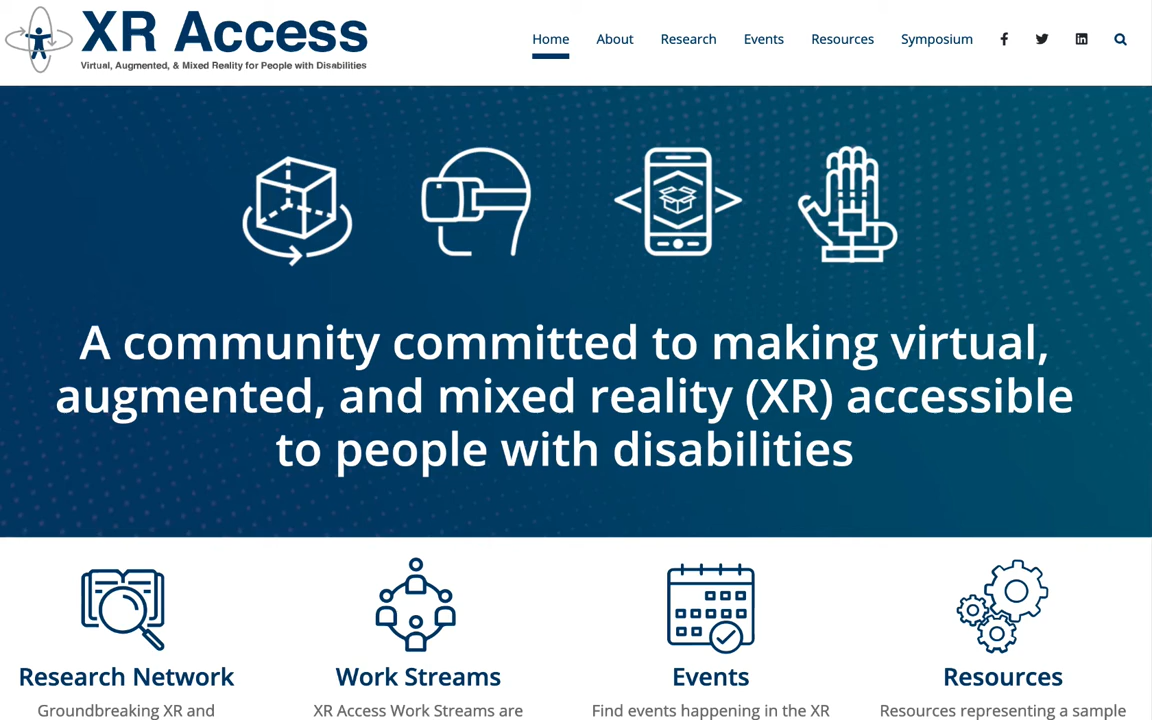 XR Access
Virtual, Augmented, & Mixed Reality for People with Disabilities
Home About Research Events Resources Symposium
A community committed to making virtual,
augmented, and mixed reality (XR) accessible
to people with disabilities
Research Network Work Streams Events Resources
Groundbreaking XR and XR Access Work Streams are Find events happening in the XR Resources representing a sample